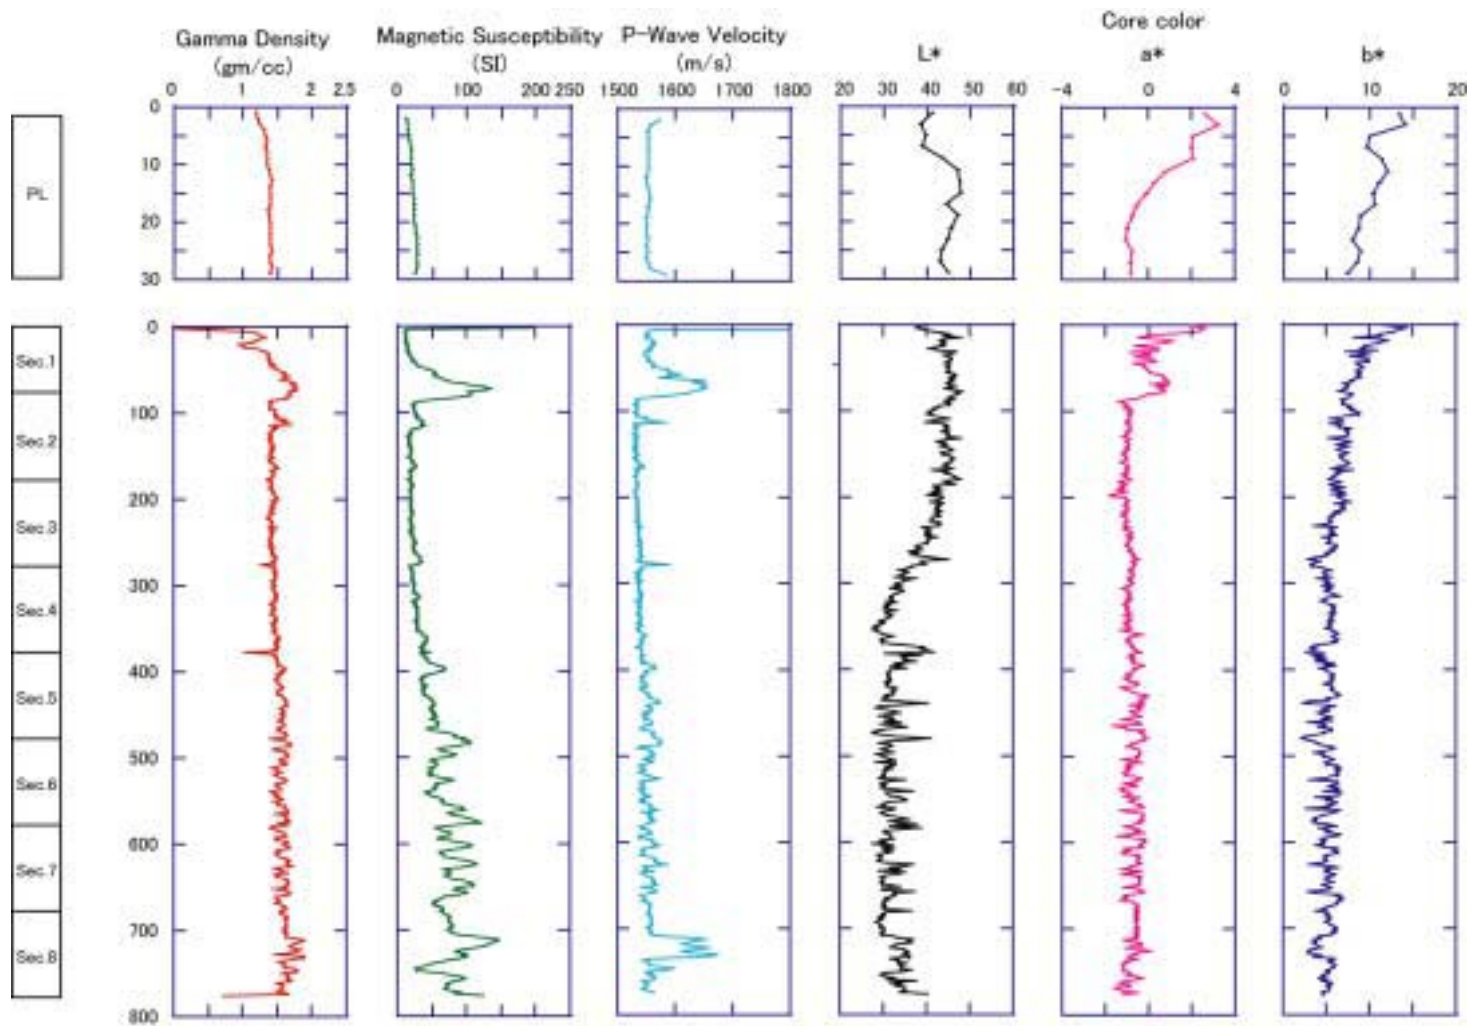 Core color
Gamma Density Magnetic Susceptibility P-Wave Velocity L* a* b*
(gm/cc) (SI) (m/s)
0 1 2 2.5 0 100 200 250 1500 1600 1700 1800 20 30 40 50 60 -4 0 4 0 10 20
0
10
PL
20
30
0
Sec.1
100
Sec.2
200
Sec.3
300
Sec.4
400
Sec.5
500
Sec.6
600
Sec.7
700
Sec.8
800